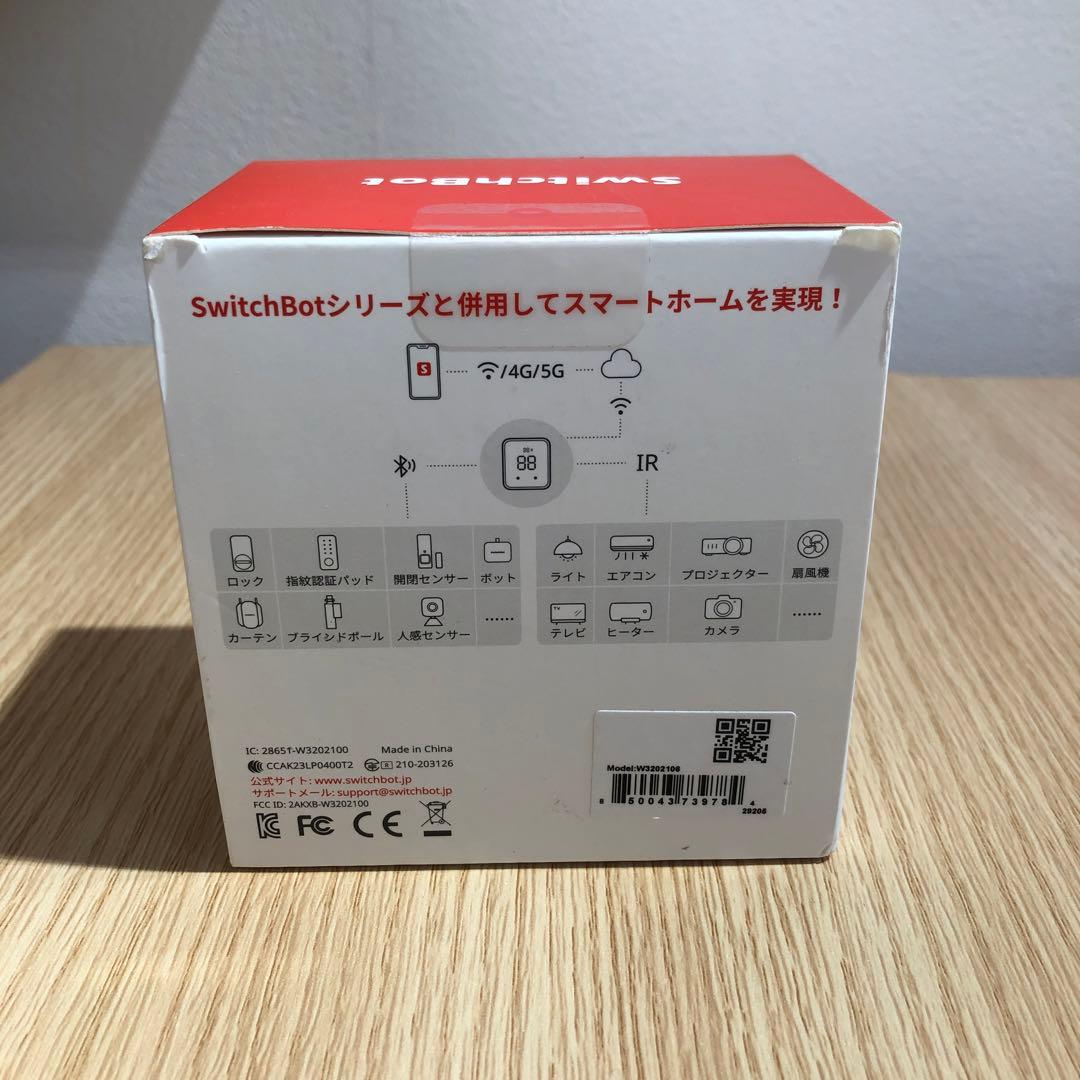 SwitchBot
SwitchBotシリーズと併用してスマートホームを実現！
S
/4G/5G
88
IR
ロック 指紋認証パッド 開閉センサー ボット
ライト エアコン プロジェクター 扇風機
カーテン ブラインドポール 人感センサー ......
TV
テレビ ヒーター カメラ ......
IC: 28651-W3202100 Made in China
CCAK23LP0400T2 R 210-203126
公式サイト: www.switchbot.jp
サポートメール: support@switchbot.jp
FCC ID: 2AKXB-W3202100
FC CE
Model:W3202106
8 50043 73978 4
29206